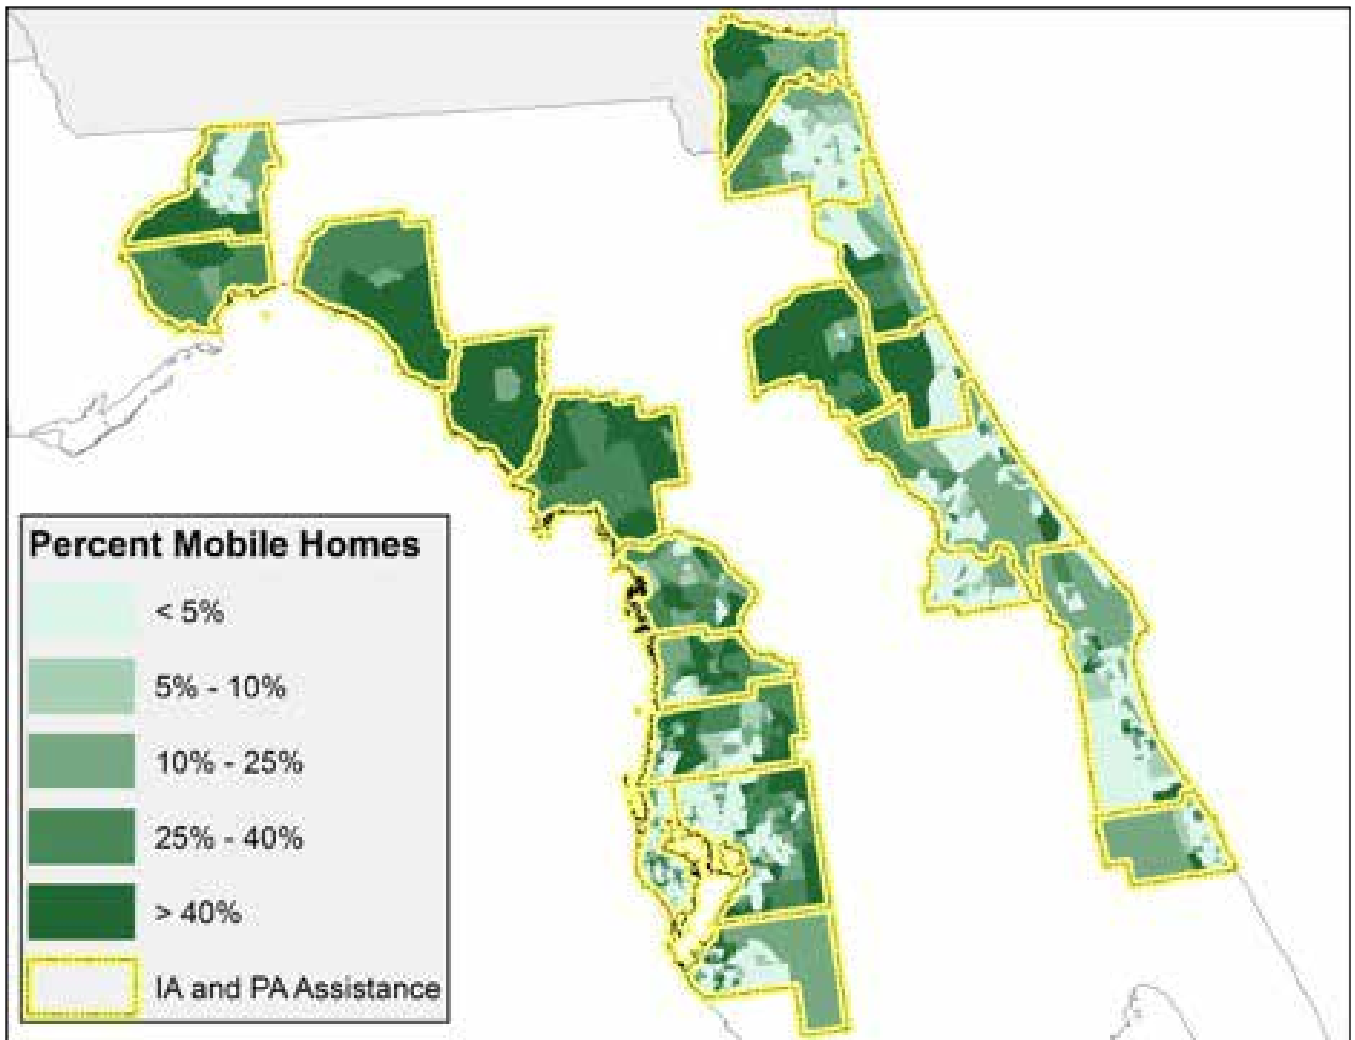 Percent Mobile Homes
< 5%
5% - 10%
10% - 25%
25% - 40%
> 40%
IA and PA Assistance